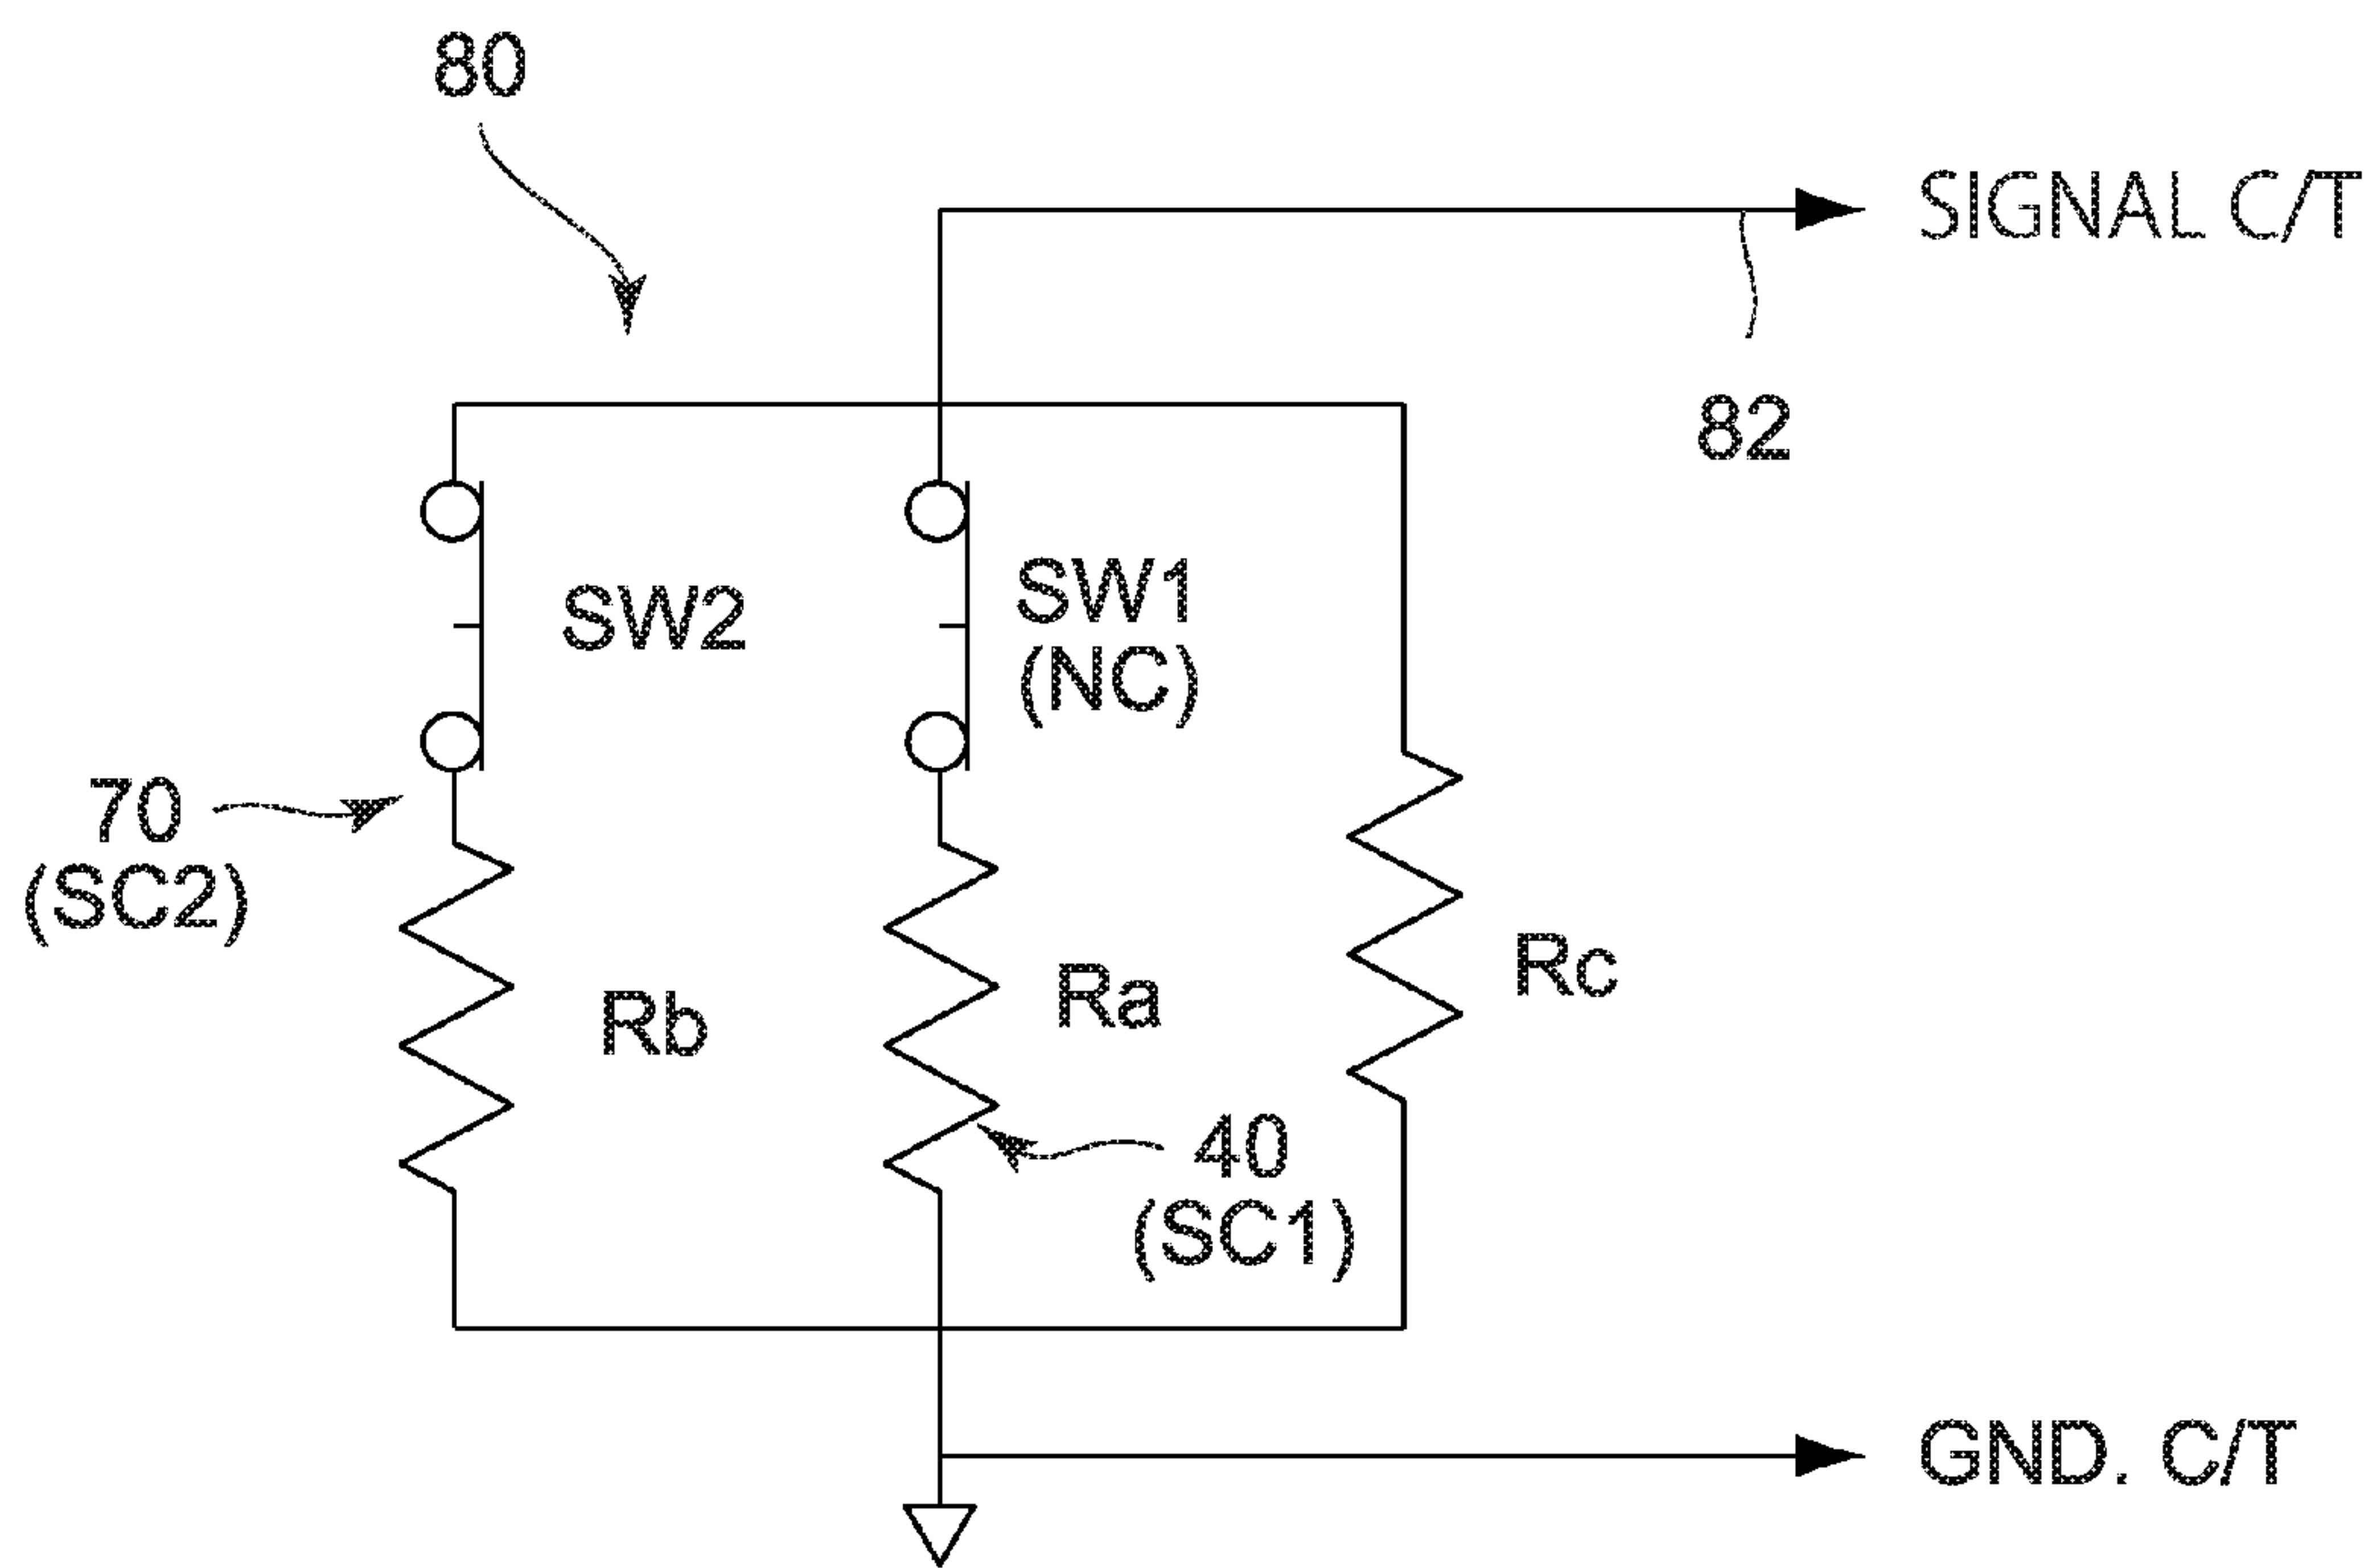 80
SIGNAL C/T
82
SW2
SW1
(NC)
70
(SC2)
Rb
Ra
Rc
40
(SC1)
GND. C/T